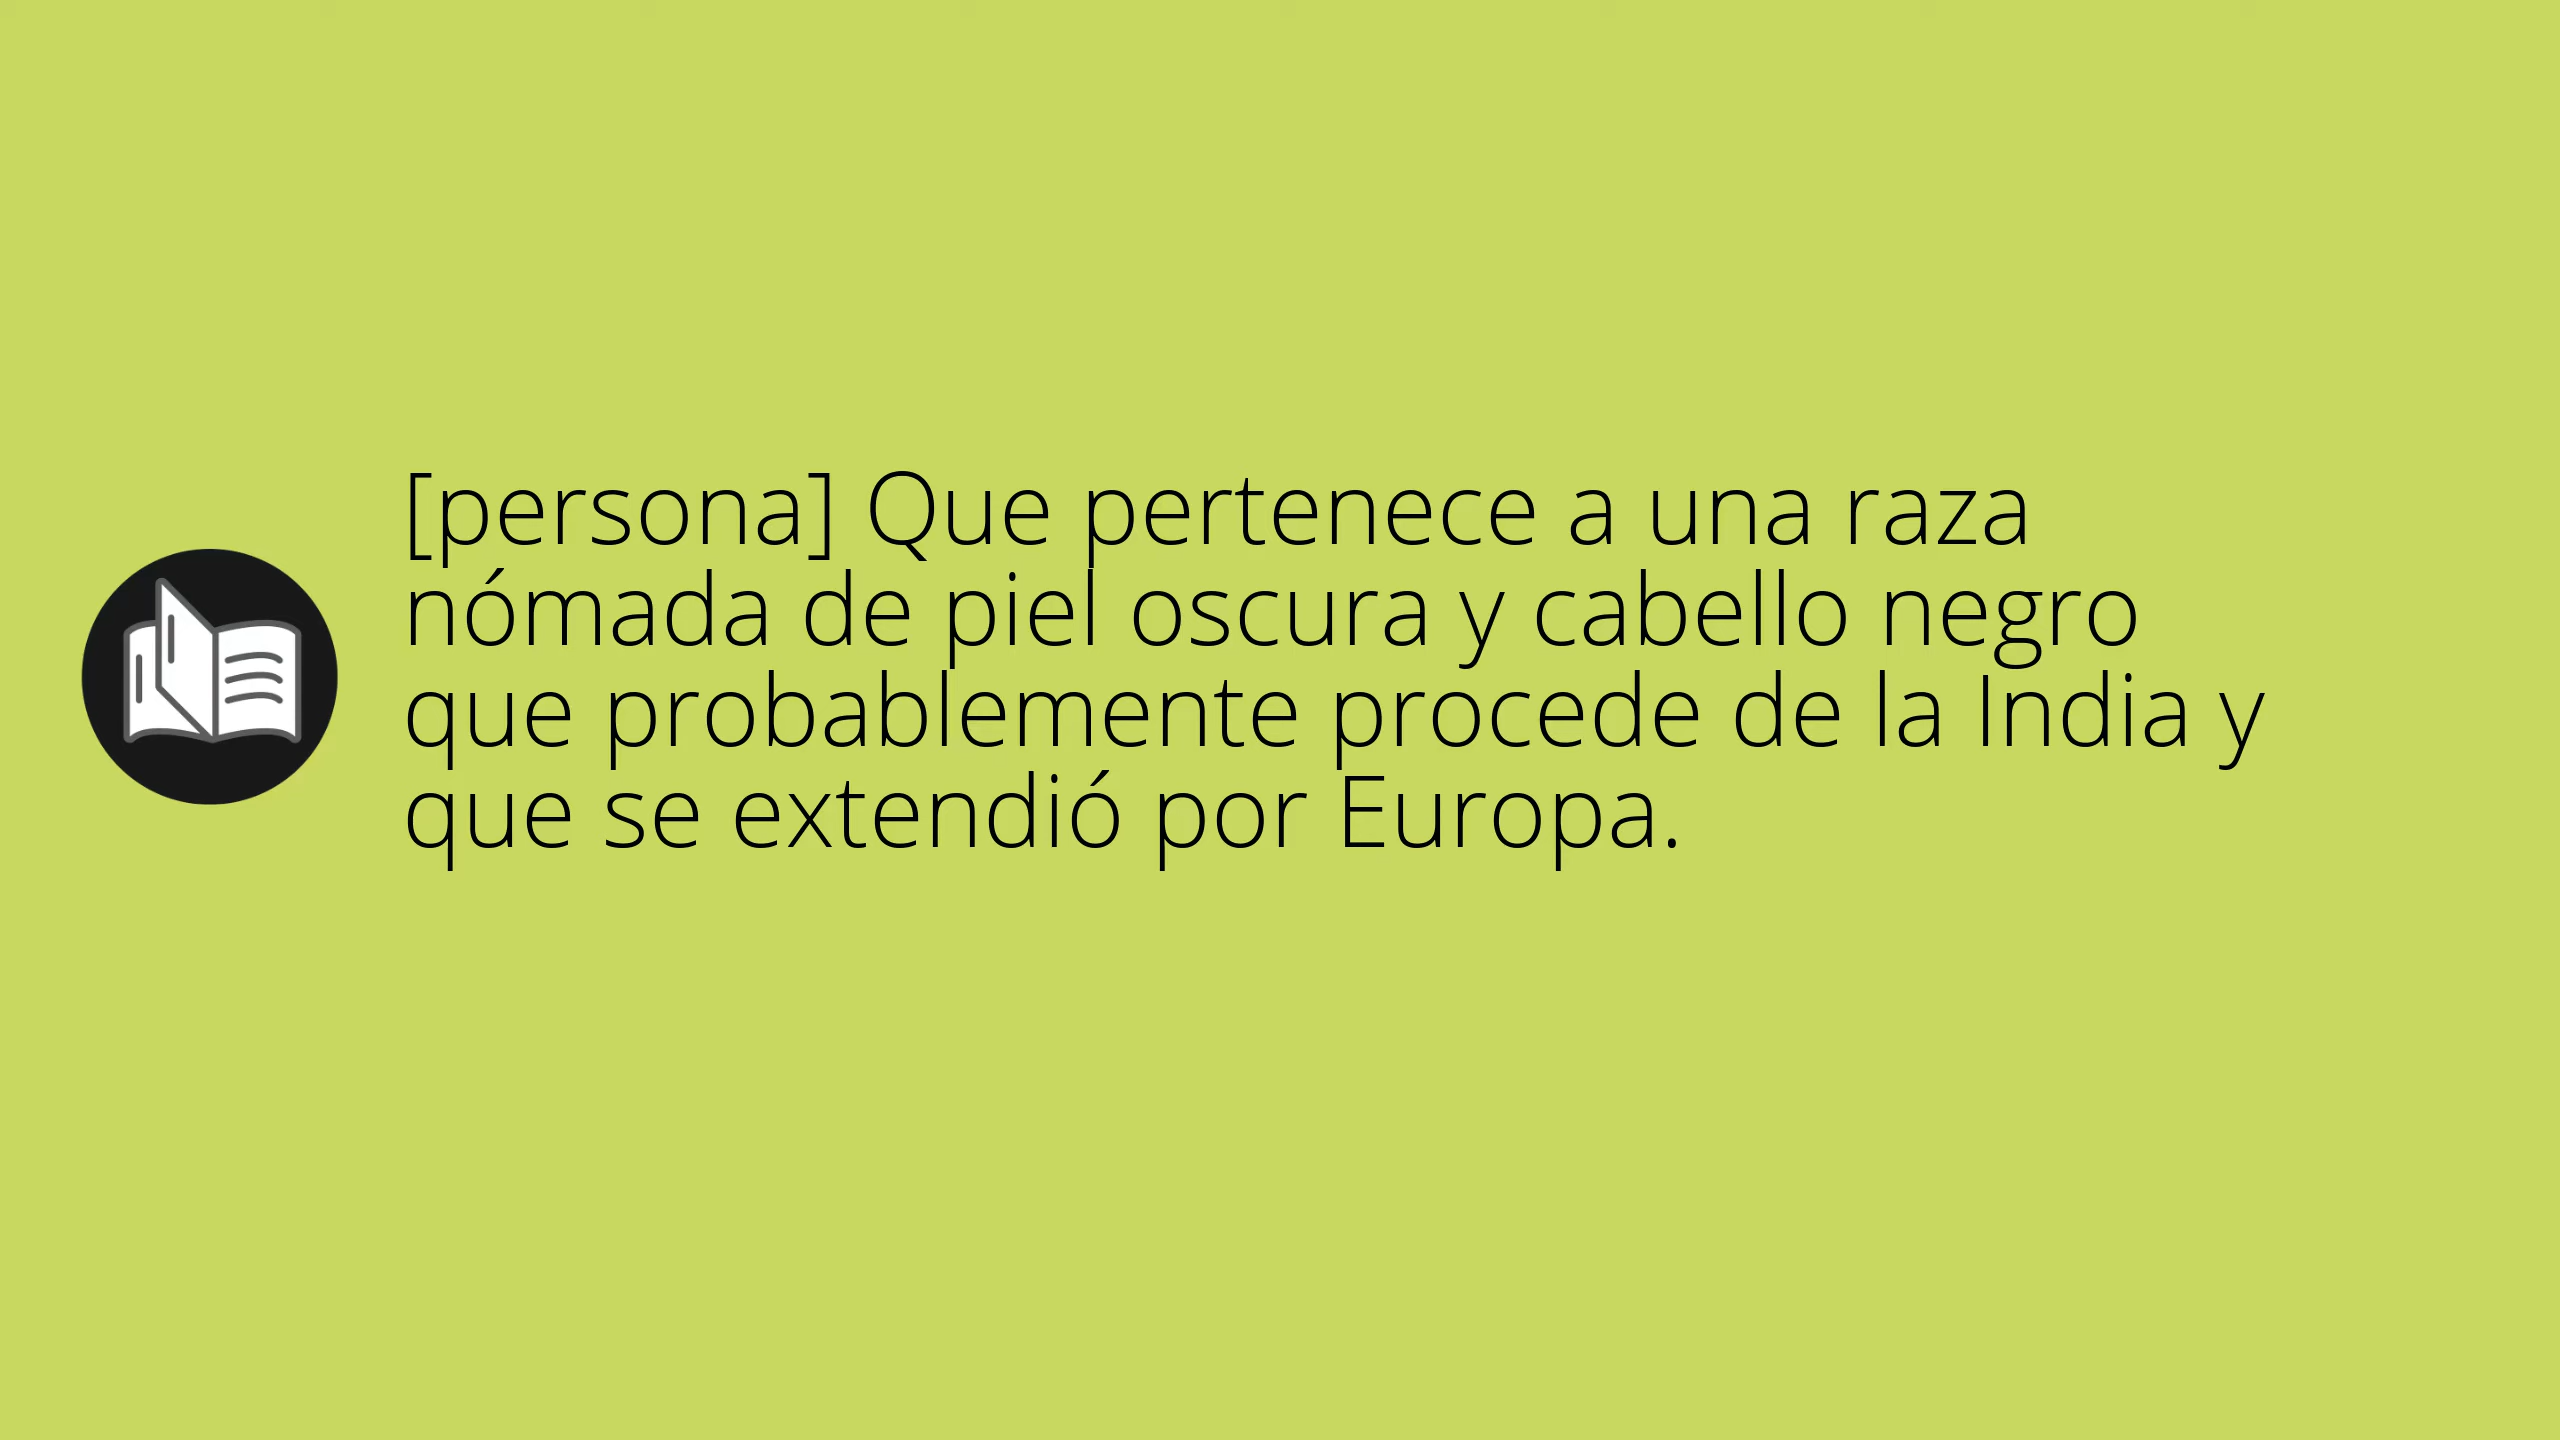 [persona] Que pertenece a una raza
nómada de piel oscura y cabello negro
que probablemente procede de la India y
que se extendió por Europa.